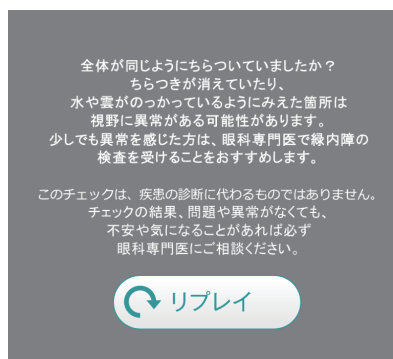 全体が同じようにちらついていましたか？
ちらつきが消えていたり、
水や雲がのっかっているようにみえた箇所は
視野に異常がある可能性があります。
少しでも異常を感じた方は、眼科専門医で緑内障の
検査を受けることをおすすめします。
このチェックは、疾患の診断に代わるものではありません。
チェックの結果、問題や異常がなくても、
不安や気になることがあれば必ず
眼科専門医にご相談ください。
リプレイ